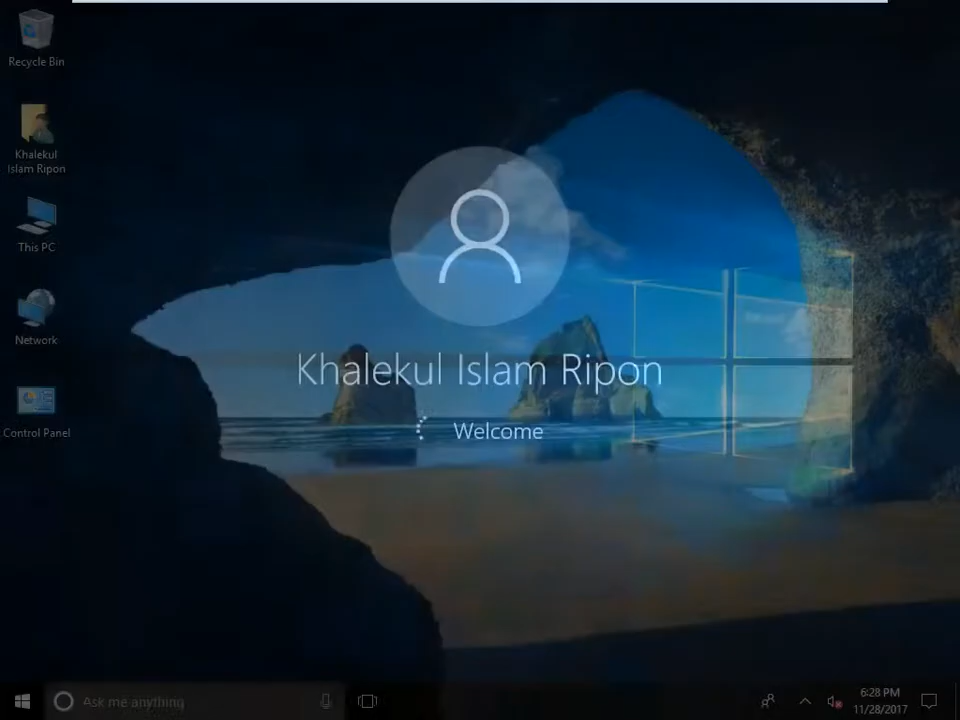 Recycle Bin
Khalekul
Islam Ripon
This PC
Network
Control Panel
Khalekul Islam Ripon
Welcome
Ask me anything
6:28 PM
11/28/2017